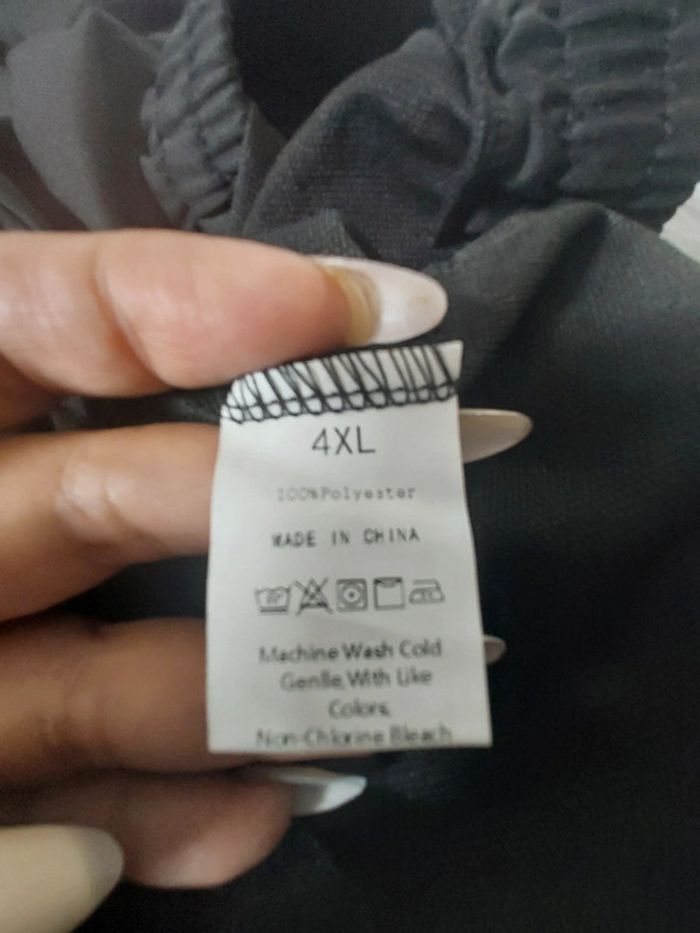 4XL
100%Polyester
MADE IN CHINA
Machine Wash Cold
Gentle, With Like
Colors,
Non-Chlorine Bleach